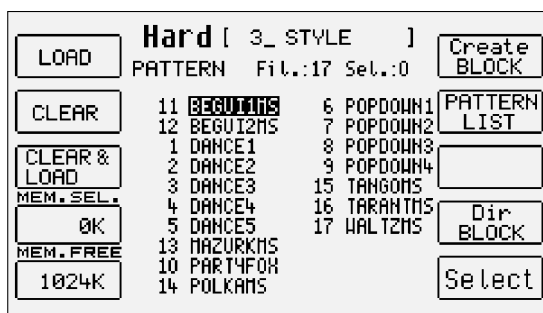 Hard [ 3_ STYLE ]
PATTERN Fil.:17 Sel.:0
LOAD
CLEAR
CLEAR &
LOAD
MEM.SEL.
0K
MEM.FREE
1024K
11 BEGUI1MS
12 BEGUI2MS
1 DANCE1
2 DANCE2
3 DANCE3
4 DANCE4
5 DANCE5
13 MAZURKMS
10 PARTYFOX
14 POLKAMS
6 POPDOWN1
7 POPDOWN2
8 POPDOWN3
9 POPDOWN4
15 TANGOMS
16 TARANTMS
17 WALTZMS
Create
BLOCK
PATTERN
LIST
Dir
BLOCK
Select